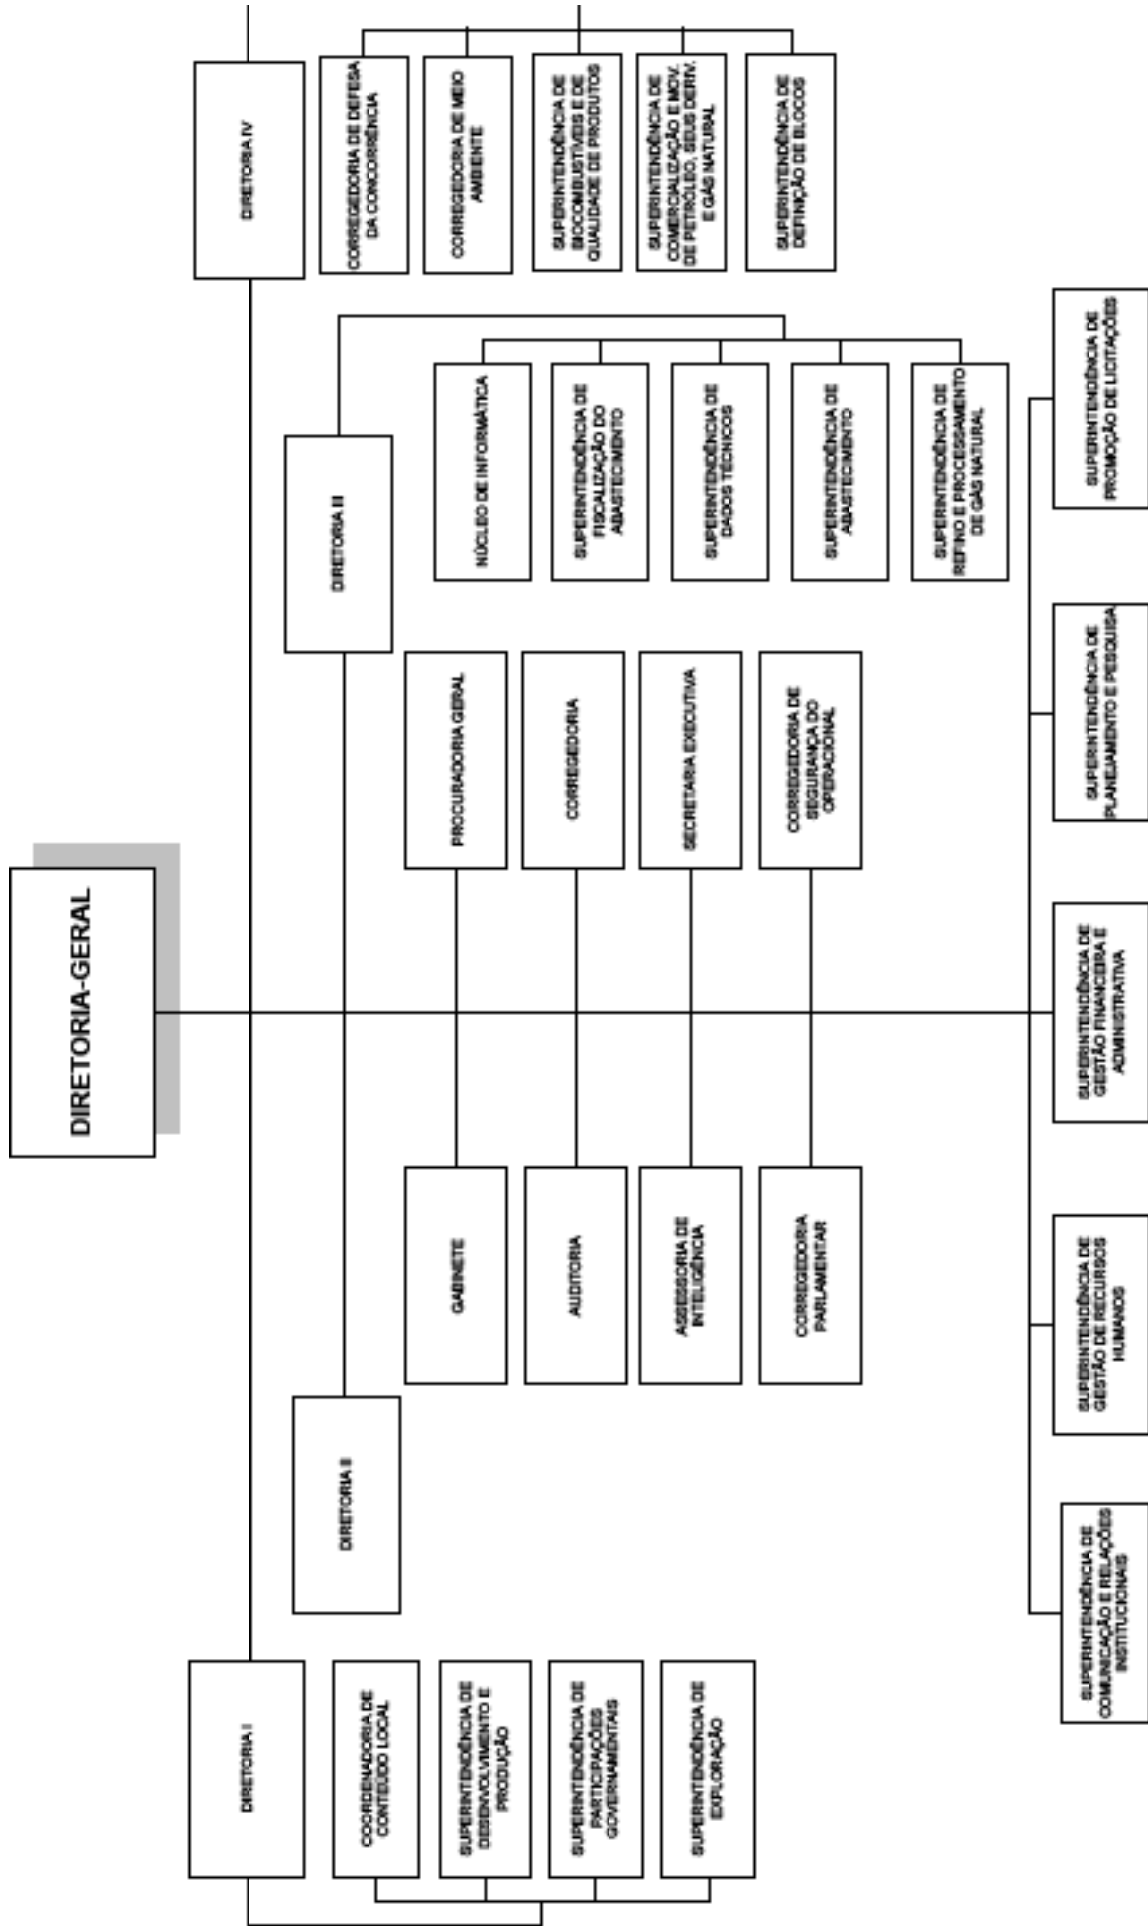 DIRETORIA-GERAL
DIRETORIA I
DIRETORIA IV
DIRETORIA II
DIRETORIA III
COORDENADORIA DE
CONTEÚDO LOCAL
SUPERINTENDÊNCIA DE
DESENVOLVIMENTO E
PRODUÇÃO
SUPERINTENDÊNCIA DE
PARTICIPAÇÕES
GOVERNAMENTAIS
SUPERINTENDÊNCIA DE
EXPLORAÇÃO
GABINETE
PROCURADORIA GERAL
AUDITORIA
CORREGEDORIA
ASSESSORIA DE
INTELIGÊNCIA
SECRETARIA EXECUTIVA
CORREGEDORIA
PARLAMENTAR
CORREGEDORIA DE
SEGURANÇA DO
OPERACIONAL
NÚCLEO DE INFORMÁTICA
SUPERINTENDÊNCIA DE
FISCALIZAÇÃO DO
ABASTECIMENTO
SUPERINTENDÊNCIA DE
DADOS TÉCNICOS
SUPERINTENDÊNCIA DE
ABASTECIMENTO
SUPERINTENDÊNCIA DE
REFINO E PROCESSAMENTO
DE GÁS NATURAL
CORREGEDORIA DE DEFESA
DA CONCORRÊNCIA
CORREGEDORIA DE MEIO
AMBIENTE
SUPERINTENDÊNCIA DE
BIOCOMBUSTÍVEIS E DE
QUALIDADE DE PRODUTOS
SUPERINTENDÊNCIA DE
COMERCIALIZAÇÃO E MOV.
DE PETRÓLEO, SEUS DERIV.
E GÁS NATURAL
SUPERINTENDÊNCIA DE
DEFINIÇÃO DE BLOCOS
SUPERINTENDÊNCIA DE
COMUNICAÇÃO E RELAÇÕES
INSTITUCIONAIS
SUPERINTENDÊNCIA DE
GESTÃO DE RECURSOS
HUMANOS
SUPERINTENDÊNCIA DE
GESTÃO FINANCEIRA E
ADMINISTRATIVA
SUPERINTENDÊNCIA DE
PLANEJAMENTO E PESQUISA
SUPERINTENDÊNCIA DE
PROMOÇÃO DE LICITAÇÕES